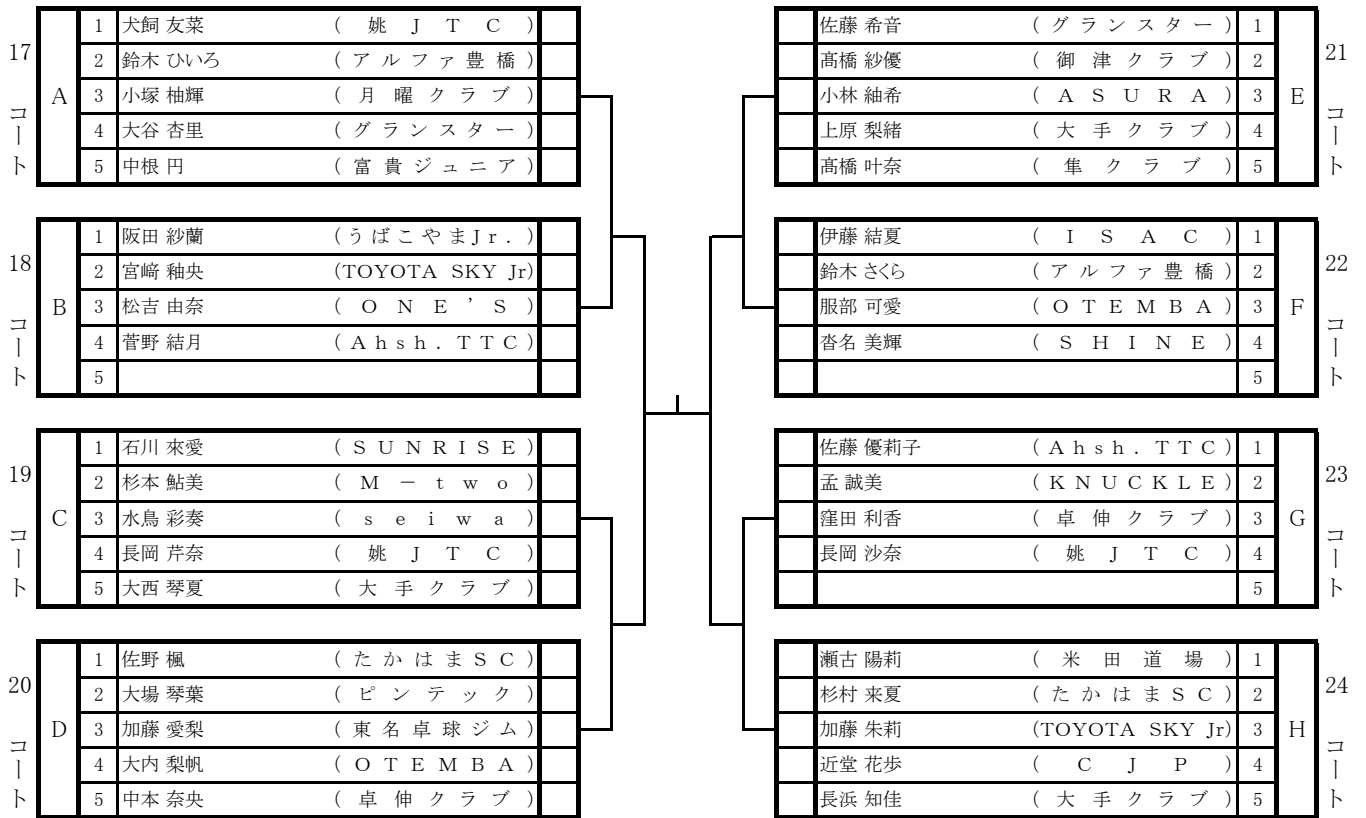 17 コート
A
1 犬飼 友菜 (姚JTC)
2 鈴木 ひいろ (アルファ豊橋)
3 小塚 柚輝 (月曜クラブ)
4 大谷 杏里 (グランスター)
5 中根 円 (富貴ジュニア)
18 コート
B
1 阪田 紗蘭 (うばこやまJr.)
2 宮﨑 釉央 (TOYOTA SKY Jr)
3 松吉 由奈 (ONE'S)
4 菅野 結月 (Ahsh.TTC)
5
19 コート
C
1 石川 來愛 (SUNRISE)
2 杉本 鮎美 (M－two)
3 水鳥 彩奏 (seiwa)
4 長岡 芹奈 (姚JTC)
5 大西 琴夏 (大手クラブ)
20 コート
D
1 佐野 楓 (たかはまSC)
2 大場 琴葉 (ピンテック)
3 加藤 愛梨 (東名卓球ジム)
4 大内 梨帆 (OTEMBA)
5 中本 奈央 (卓伸クラブ)
佐藤 希音 (グランスター) 1
髙橋 紗優 (御津クラブ) 2
小林 紬希 (ASURA) 3
上原 梨緒 (大手クラブ) 4
髙橋 叶奈 (隼クラブ) 5
E
21 コート
伊藤 結夏 (ISAC) 1
鈴木 さくら (アルファ豊橋) 2
服部 可愛 (OTEMBA) 3
沓名 美輝 (SHINE) 4
5
F
22 コート
佐藤 優莉子 (Ahsh.TTC) 1
孟 誠美 (KNUCKLE) 2
窪田 利香 (卓伸クラブ) 3
長岡 沙奈 (姚JTC) 4
5
G
23 コート
瀬古 陽莉 (米田道場) 1
杉村 来夏 (たかはまSC) 2
加藤 朱莉 (TOYOTA SKY Jr) 3
近堂 花歩 (CJP) 4
長浜 知佳 (大手クラブ) 5
H
24 コート